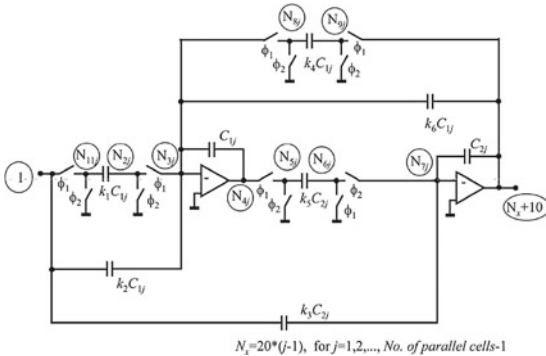 N8j N9j
ϕ1 ϕ1
ϕ2 k4C1j ϕ2
k6C1j
C1j C2j
1 N11j N2j N3j N5j N6j N7j
ϕ1 k1C1j ϕ1 ϕ1 k5C2j ϕ2
ϕ2 ϕ2 N4j ϕ2 ϕ1
- -
Nx+10
k2C1j
k3C2j
Nx=20*(j-1), for j=1,2,..., No. of parallel cells-1